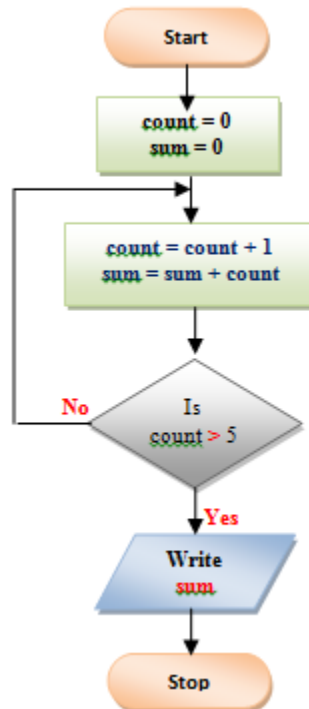 Start
count = 0
sum = 0
count = count + 1
sum = sum + count
No
Is
count > 5
Yes
Write
sum
Stop